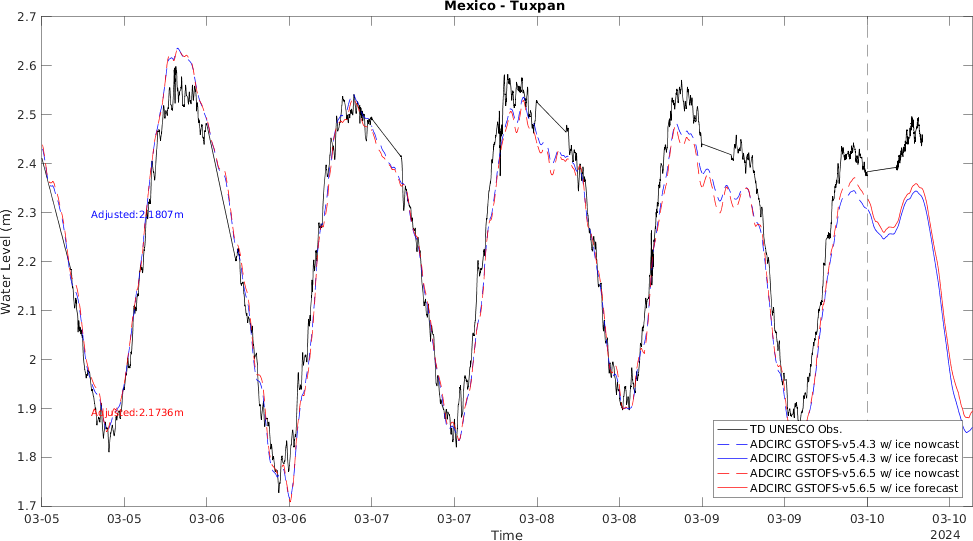 Mexico - Tuxpan
2.7
2.6
2.5
2.4
2.3
2.2
2.1
2
1.9
1.8
1.7
Water Level (m)
Adjusted:2.1807m
Adjusted:2.1736m
TD UNESCO Obs.
ADCIRC GSTOFS-v5.4.3 w/ ice nowcast
ADCIRC GSTOFS-v5.4.3 w/ ice forecast
ADCIRC GSTOFS-v5.6.5 w/ ice nowcast
ADCIRC GSTOFS-v5.6.5 w/ ice forecast
03-05 03-05 03-06 03-06 03-07 03-07 03-08 03-08 03-09 03-09 03-10 03-10
2024
Time